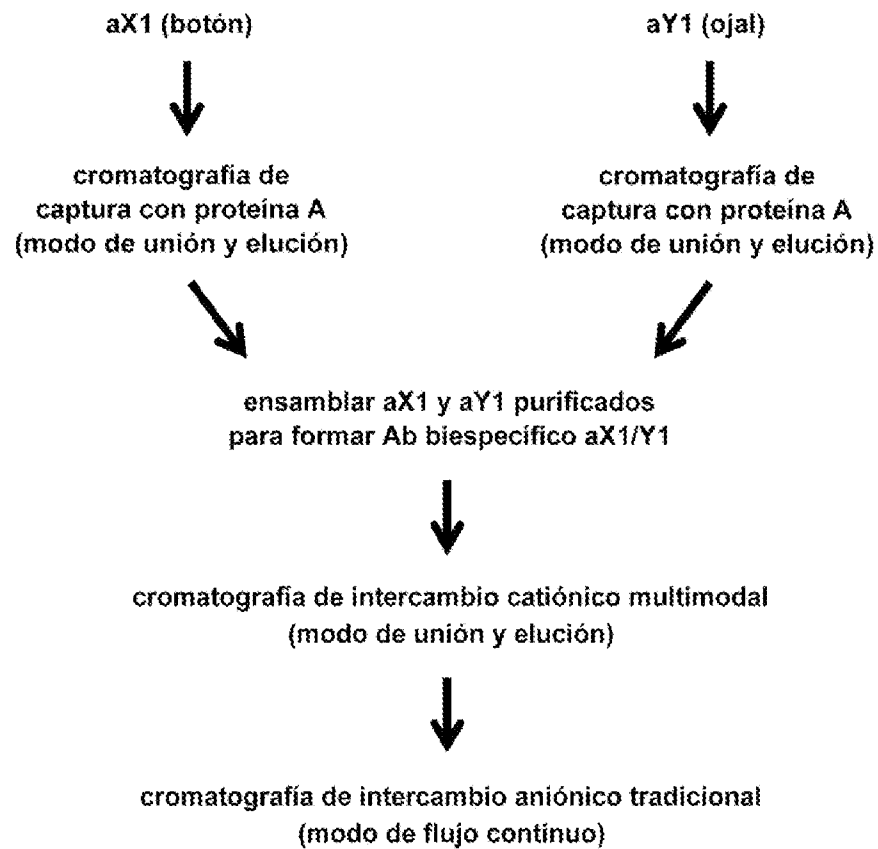 aX1 (botón)
aY1 (ojal)
cromatografía de
captura con proteína A
(modo de unión y elución)
cromatografía de
captura con proteína A
(modo de unión y elución)
ensamblar aX1 y aY1 purificados
para formar Ab biespecífico aX1/Y1
cromatografía de intercambio catiónico multimodal
(modo de unión y elución)
cromatografía de intercambio aniónico tradicional
(modo de flujo continuo)